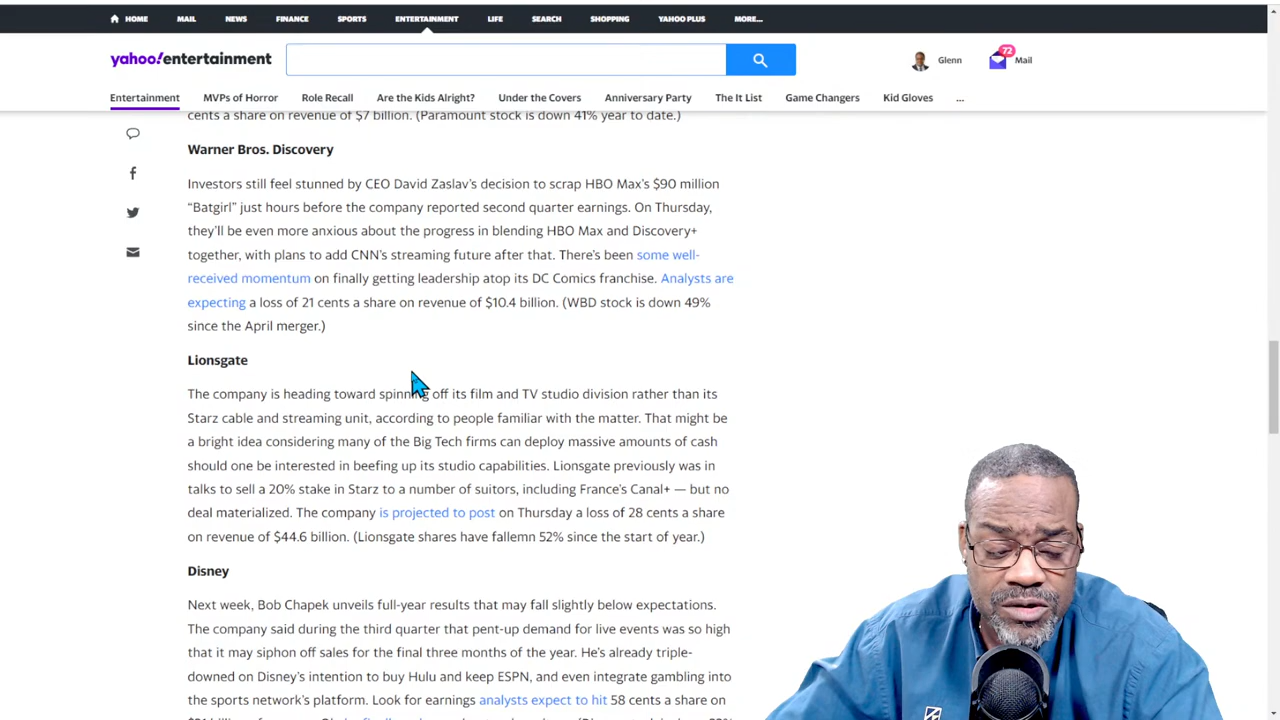 HOME MAIL NEWS FINANCE SPORTS ENTERTAINMENT LIFE SEARCH SHOPPING YAHOO PLUS MORE...
yahoo!entertainment
Glenn
72
Mail
Entertainment MVPs of Horror Role Recall Are the Kids Alright? Under the Covers Anniversary Party The It List Game Changers Kid Gloves ...
cents a share on revenue of $7 billion. (Paramount stock is down 41% year to date.)
Warner Bros. Discovery
Investors still feel stunned by CEO David Zaslav’s decision to scrap HBO Max’s $90 million
“Batgirl” just hours before the company reported second quarter earnings. On Thursday,
they’ll be even more anxious about the progress in blending HBO Max and Discovery+
together, with plans to add CNN’s streaming future after that. There’s been some well-
received momentum on finally getting leadership atop its DC Comics franchise. Analysts are
expecting a loss of 21 cents a share on revenue of $10.4 billion. (WBD stock is down 49%
since the April merger.)
Lionsgate
The company is heading toward spinning off its film and TV studio division rather than its
Starz cable and streaming unit, according to people familiar with the matter. That might be
a bright idea considering many of the Big Tech firms can deploy massive amounts of cash
should one be interested in beefing up its studio capabilities. Lionsgate previously was in
talks to sell a 20% stake in Starz to a number of suitors, including France’s Canal+ — but no
deal materialized. The company is projected to post on Thursday a loss of 28 cents a share
on revenue of $44.6 billion. (Lionsgate shares have fallemn 52% since the start of year.)
Disney
Next week, Bob Chapek unveils full-year results that may fall slightly below expectations.
The company said during the third quarter that pent-up demand for live events was so high
that it may siphon off sales for the final three months of the year. He’s already triple-
downed on Disney’s intention to buy Hulu and keep ESPN, and even integrate gambling into
the sports network’s platform. Look for earnings analysts expect to hit 58 cents a share on